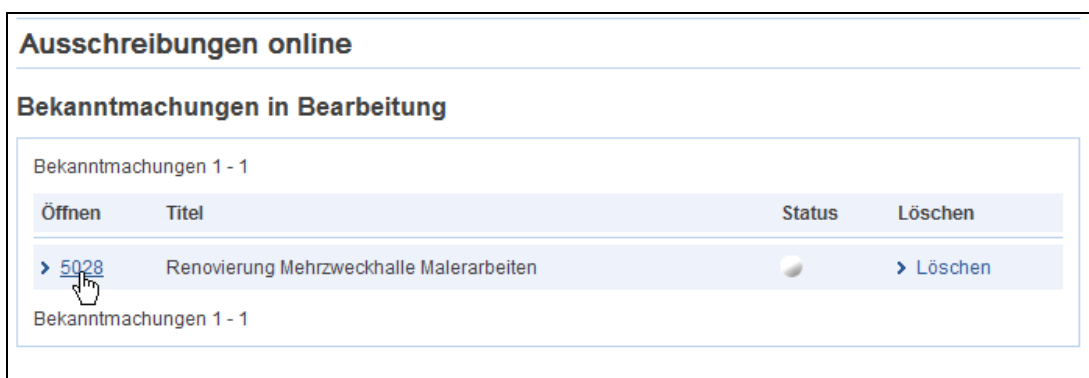 Ausschreibungen online
Bekanntmachungen in Bearbeitung
Bekanntmachungen 1 - 1
Öffnen Titel Status Löschen
5028 Renovierung Mehrzweckhalle Malerarbeiten Löschen
Bekanntmachungen 1 - 1